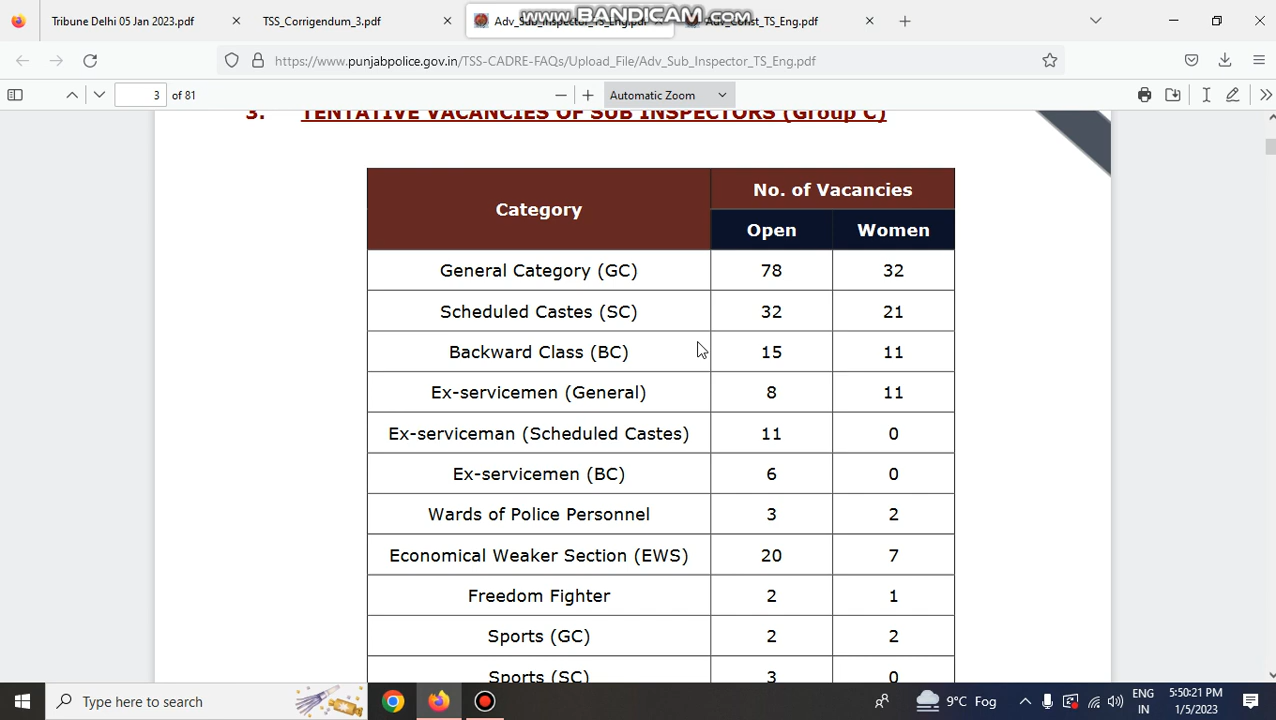 www.BANDICAM.com
Tribune Delhi 05 Jan 2023.pdf
TSS_Corrigendum_3.pdf
Adv_Sub_Inspector_TS_Eng.pdf
Adv_Const_TS_Eng.pdf
https://www.punjabpolice.gov.in/TSS-CADRE-FAQs/Upload_File/Adv_Sub_Inspector_TS_Eng.pdf
3 of 81
Automatic Zoom
3. TENTATIVE VACANCIES OF SUB INSPECTORS (Group C)
Category No. of Vacancies
Open Women
General Category (GC) 78 32
Scheduled Castes (SC) 32 21
Backward Class (BC) 15 11
Ex-servicemen (General) 8 11
Ex-serviceman (Scheduled Castes) 11 0
Ex-servicemen (BC) 6 0
Wards of Police Personnel 3 2
Economical Weaker Section (EWS) 20 7
Freedom Fighter 2 1
Sports (GC) 2 2
Sports (SC) 3 0
Type here to search
9°C Fog
ENG
IN
5:50:21 PM
1/5/2023